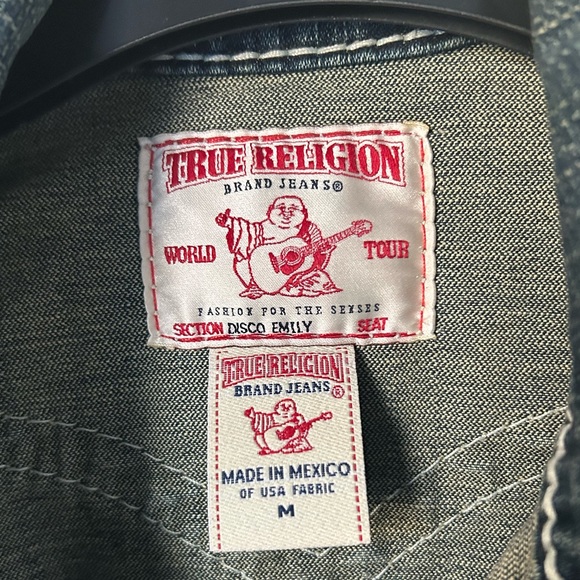 TRUE RELIGION
BRAND JEANS®
WORLD TOUR
FASHION FOR THE SENSES
SECTION DISCO EMILY SEAT
TRUE RELIGION
BRAND JEANS®
MADE IN MEXICO
OF USA FABRIC
M